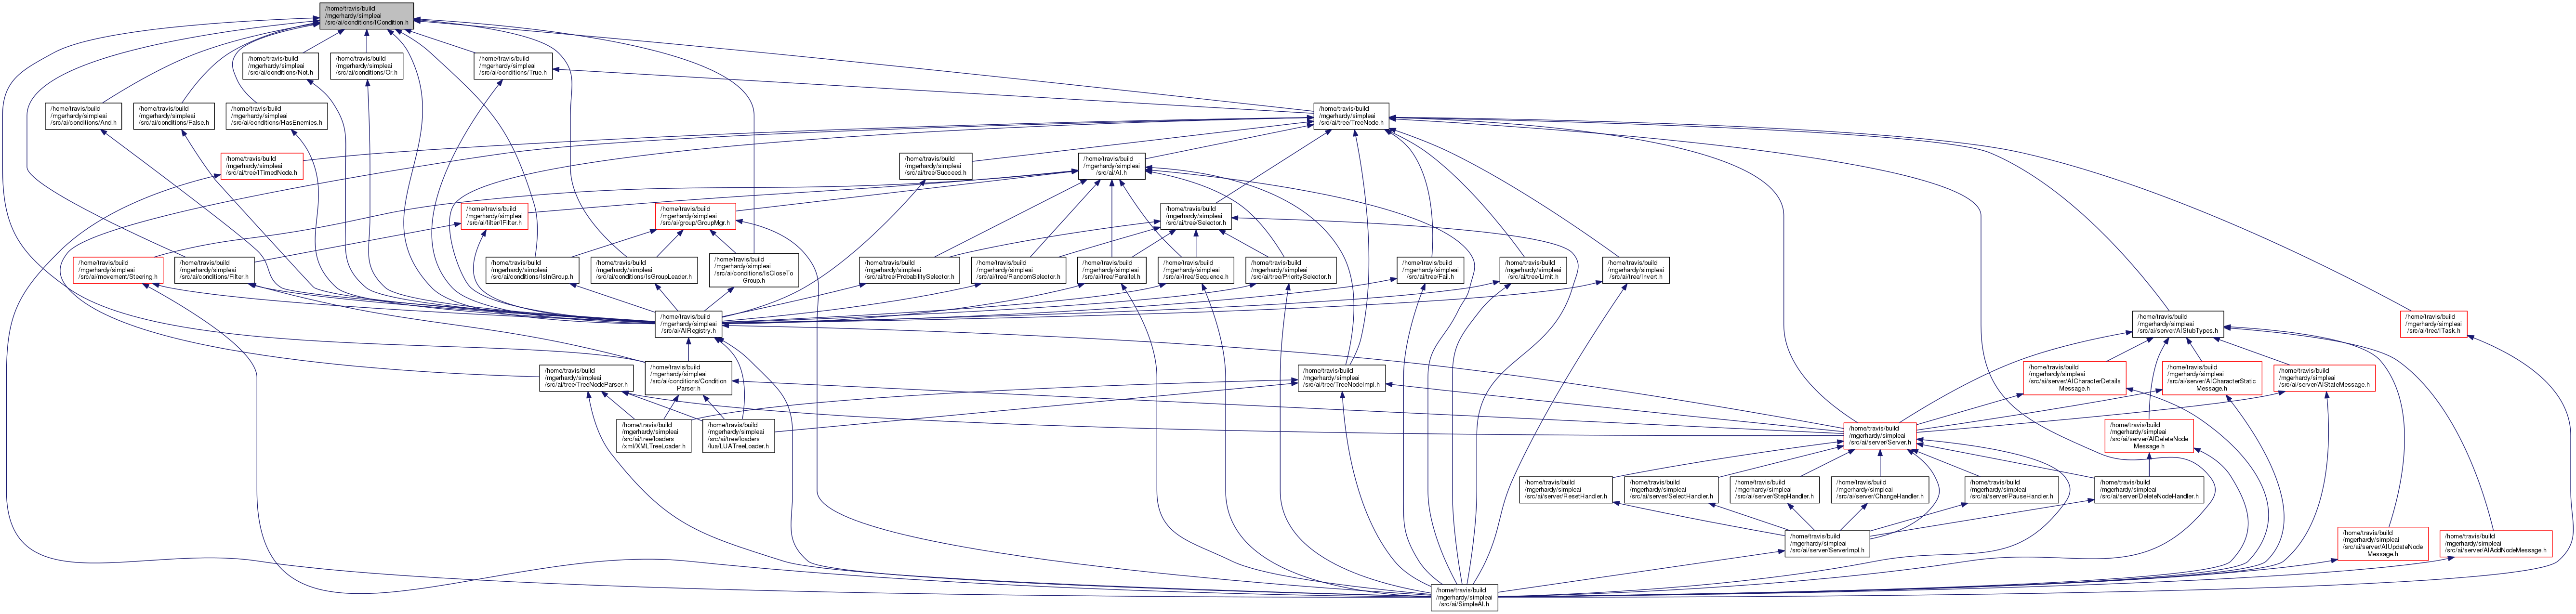 /home/travis/build
/mgerhardy/simpleai
/src/ai/conditions/ICondition.h
/home/travis/build
/mgerhardy/simpleai
/src/ai/conditions/Not.h
/home/travis/build
/mgerhardy/simpleai
/src/ai/conditions/Or.h
/home/travis/build
/mgerhardy/simpleai
/src/ai/conditions/True.h
/home/travis/build
/mgerhardy/simpleai
/src/ai/conditions/And.h
/home/travis/build
/mgerhardy/simpleai
/src/ai/conditions/False.h
/home/travis/build
/mgerhardy/simpleai
/src/ai/conditions/HasEnemies.h
/home/travis/build
/mgerhardy/simpleai
/src/ai/tree/TreeNode.h
/home/travis/build
/mgerhardy/simpleai
/src/ai/tree/ITimedNode.h
/home/travis/build
/mgerhardy/simpleai
/src/ai/tree/Succeed.h
/home/travis/build
/mgerhardy/simpleai
/src/ai/AI.h
/home/travis/build
/mgerhardy/simpleai
/src/ai/filter/IFilter.h
/home/travis/build
/mgerhardy/simpleai
/src/ai/group/GroupMgr.h
/home/travis/build
/mgerhardy/simpleai
/src/ai/tree/Selector.h
/home/travis/build
/mgerhardy/simpleai
/src/ai/movement/Steering.h
/home/travis/build
/mgerhardy/simpleai
/src/ai/conditions/Filter.h
/home/travis/build
/mgerhardy/simpleai
/src/ai/conditions/IsInGroup.h
/home/travis/build
/mgerhardy/simpleai
/src/ai/conditions/IsGroupLeader.h
/home/travis/build
/mgerhardy/simpleai
/src/ai/conditions/IsCloseTo
Group.h
/home/travis/build
/mgerhardy/simpleai
/src/ai/tree/ProbabilitySelector.h
/home/travis/build
/mgerhardy/simpleai
/src/ai/tree/RandomSelector.h
/home/travis/build
/mgerhardy/simpleai
/src/ai/tree/Parallel.h
/home/travis/build
/mgerhardy/simpleai
/src/ai/tree/Sequence.h
/home/travis/build
/mgerhardy/simpleai
/src/ai/tree/PrioritySelector.h
/home/travis/build
/mgerhardy/simpleai
/src/ai/tree/Fail.h
/home/travis/build
/mgerhardy/simpleai
/src/ai/tree/Limit.h
/home/travis/build
/mgerhardy/simpleai
/src/ai/tree/Invert.h
/home/travis/build
/mgerhardy/simpleai
/src/ai/AIRegistry.h
/home/travis/build
/mgerhardy/simpleai
/src/ai/server/AIStubTypes.h
/home/travis/build
/mgerhardy/simpleai
/src/ai/tree/ITask.h
/home/travis/build
/mgerhardy/simpleai
/src/ai/tree/TreeNodeParser.h
/home/travis/build
/mgerhardy/simpleai
/src/ai/conditions/Condition
Parser.h
/home/travis/build
/mgerhardy/simpleai
/src/ai/tree/TreeNodeImpl.h
/home/travis/build
/mgerhardy/simpleai
/src/ai/server/AICharacterDetails
Message.h
/home/travis/build
/mgerhardy/simpleai
/src/ai/server/AICharacterStatic
Message.h
/home/travis/build
/mgerhardy/simpleai
/src/ai/server/AIStateMessage.h
/home/travis/build
/mgerhardy/simpleai
/src/ai/tree/loaders
/xml/XMLTreeLoader.h
/home/travis/build
/mgerhardy/simpleai
/src/ai/tree/loaders
/lua/LUATreeLoader.h
/home/travis/build
/mgerhardy/simpleai
/src/ai/server/Server.h
/home/travis/build
/mgerhardy/simpleai
/src/ai/server/AIDeleteNode
Message.h
/home/travis/build
/mgerhardy/simpleai
/src/ai/server/ResetHandler.h
/home/travis/build
/mgerhardy/simpleai
/src/ai/server/SelectHandler.h
/home/travis/build
/mgerhardy/simpleai
/src/ai/server/StepHandler.h
/home/travis/build
/mgerhardy/simpleai
/src/ai/server/ChangeHandler.h
/home/travis/build
/mgerhardy/simpleai
/src/ai/server/PauseHandler.h
/home/travis/build
/mgerhardy/simpleai
/src/ai/server/DeleteNodeHandler.h
/home/travis/build
/mgerhardy/simpleai
/src/ai/server/ServerImpl.h
/home/travis/build
/mgerhardy/simpleai
/src/ai/server/AIUpdateNode
Message.h
/home/travis/build
/mgerhardy/simpleai
/src/ai/server/AIAddNodeMessage.h
/home/travis/build
/mgerhardy/simpleai
/src/ai/SimpleAI.h